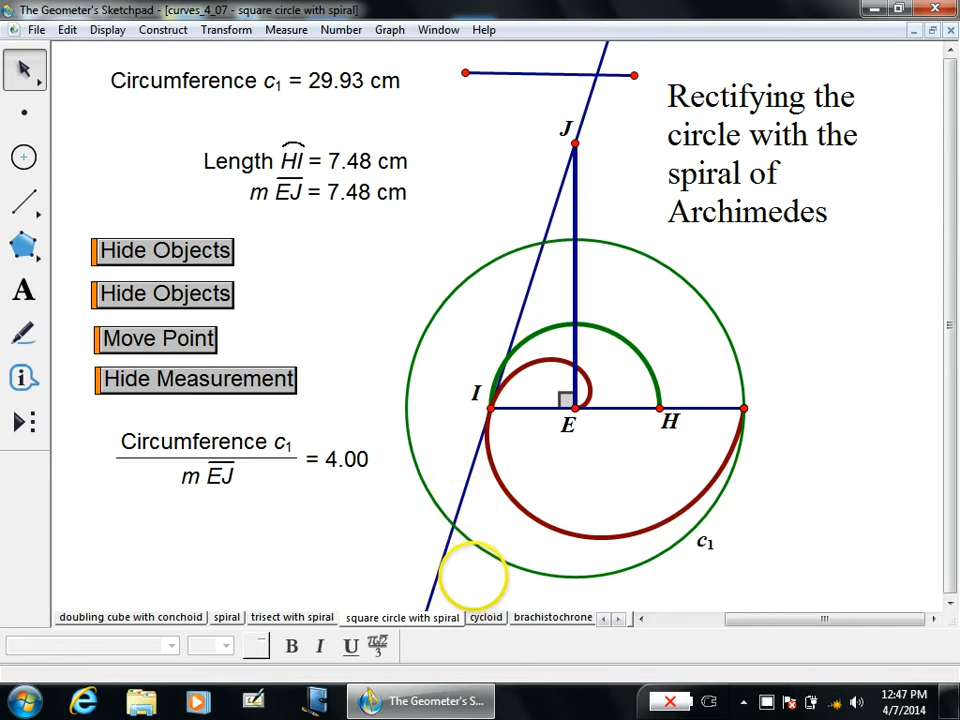 The Geometer's Sketchpad - [curves_4_07 - square circle with spiral]
File Edit Display Construct Transform Measure Number Graph Window Help
Circumference c1 = 29.93 cm
Length HI = 7.48 cm
m EJ = 7.48 cm
Hide Objects
Hide Objects
Move Point
Hide Measurement
Circumference c1
m EJ
= 4.00
Rectifying the
circle with the
spiral of
Archimedes
J
I
E
H
c1
A
doubling cube with conchoid spiral trisect with spiral square circle with spiral cycloid brachistochrone
B I U π√2/3
The Geometer's S...
12:47 PM
4/7/2014